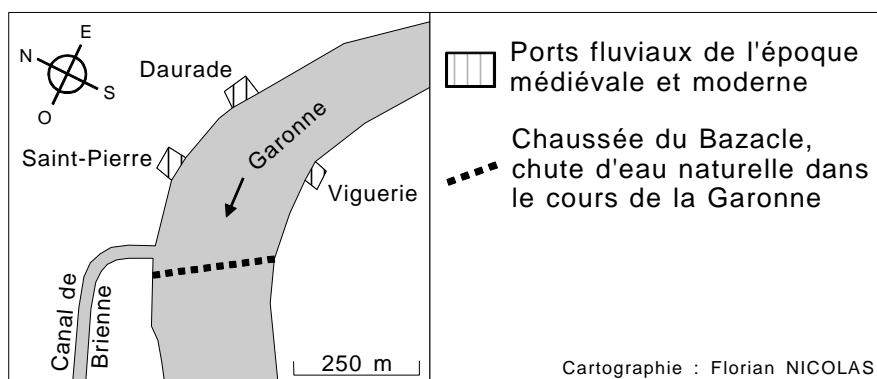 N
E
S
O
Daurade
Saint-Pierre
Garonne
Viguerie
Canal de
Brienne
250 m
Ports fluviaux de l'époque
médiévale et moderne
Chaussée du Bazacle,
chute d'eau naturelle dans
le cours de la Garonne
Cartographie : Florian NICOLAS